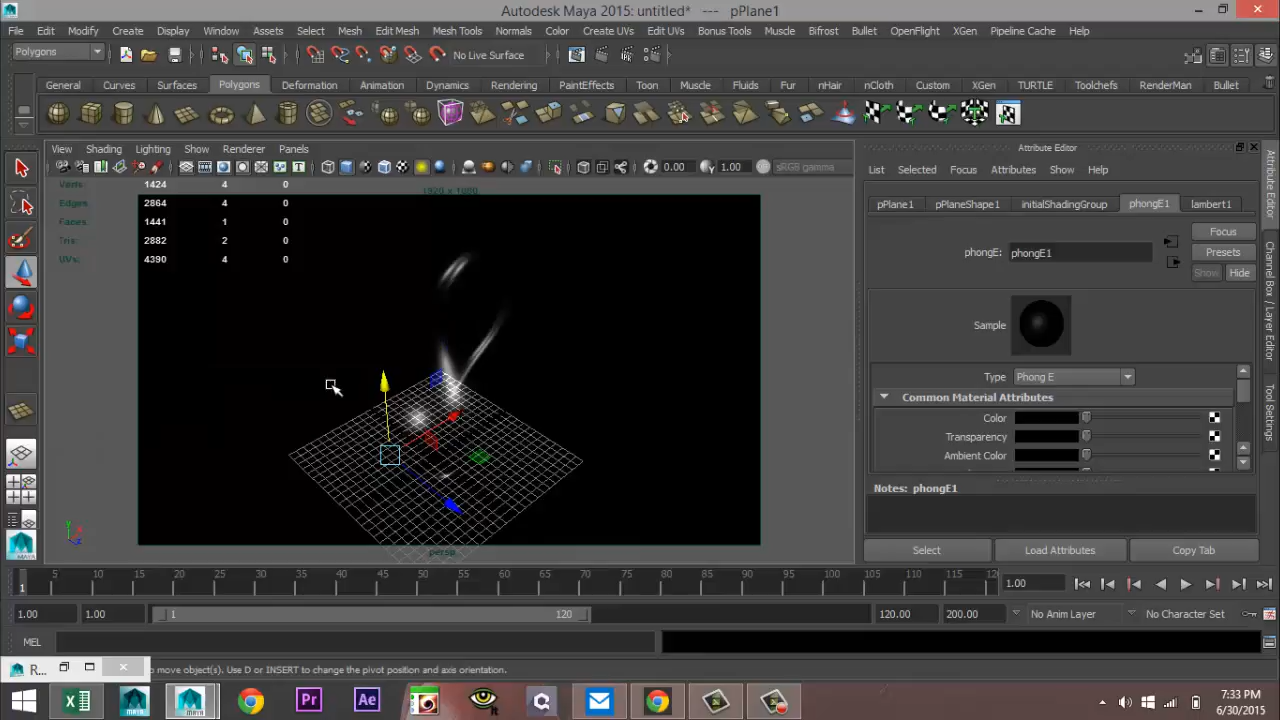 Autodesk Maya 2015: untitled* --- pPlane1
File Edit Modify Create Display Window Assets Select Mesh Edit Mesh Mesh Tools Normals Color Create UVs Edit UVs Bonus Tools Muscle Bifrost Bullet OpenFlight XGen Pipeline Cache Help
Polygons No Live Surface
General Curves Surfaces Polygons Deformation Animation Dynamics Rendering PaintEffects Toon Muscle Fluids Fur nHair nCloth Custom XGen TURTLE Toolchefs RenderMan Bullet
View Shading Lighting Show Renderer Panels
0.00 1.00 sRGB gamma
Verts: 1424 4 0
Edges: 2864 4 0
Faces: 1441 1 0
Tris: 2882 2 0
UVs: 4390 4 0
persp
Attribute Editor
List Selected Focus Attributes Show Help
pPlane1 pPlaneShape1 initialShadingGroup phongE1 lambert1
Focus
phongE: phongE1 Presets
Show Hide
Sample
Type Phong E
Common Material Attributes
Color
Transparency
Ambient Color
Notes: phongE1
Select Load Attributes Copy Tab
Attribute Editor
Channel Box / Layer Editor
Tool Settings
1 5 10 15 20 25 30 35 40 45 50 55 60 65 70 75 80 85 90 95 100 105 110 115 120 1.00
1.00 1.00 1 120 120.00 200.00 No Anim Layer No Character Set
MEL
R... to move object(s). Use D or INSERT to change the pivot position and axis orientation.
MAYA MAYA Pr Ae
7:33 PM
6/30/2015